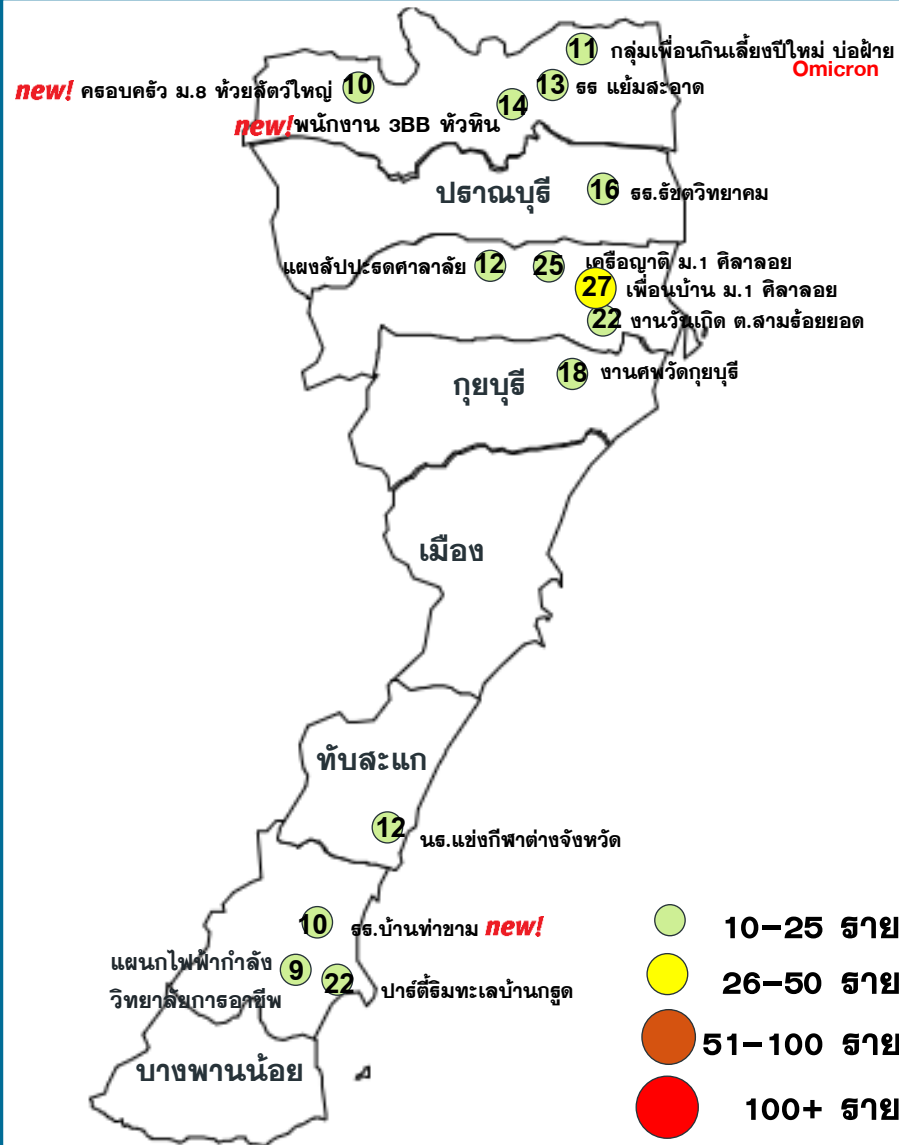 11 กลุ่มเพื่อนกินเลี้ยงปีใหม่ บ่อฝ้าย
Omicron
new! ครอบครัว ม.8 ห้วยสัตว์ใหญ่ 10
13 รร แย้มสะอาด
new! พนักงาน 3BB หัวหิน 14
ปราณบุรี
16 รร.รัชตวิทยาคม
แผงสัปปะรดศาลาลัย 12
25 เครือญาติ ม.1 ศิลาลอย
27 เพื่อนบ้าน ม.1 ศิลาลอย
22 งานวันเกิด ต.สามร้อยยอด
กุยบุรี
18 งานศพวัดกุยบุรี
เมือง
ทับสะแก
12 นร.แข่งกีฬาต่างจังหวัด
10 รร.บ้านท่าขาม new!
แผนกไฟฟ้ากำลัง
วิทยาลัยการอาชีพ
9
22 ปาร์ตี้ริมทะเลบ้านกรูด
บางพานน้อย
10-25 ราย
26-50 ราย
51-100 ราย
100+ ราย